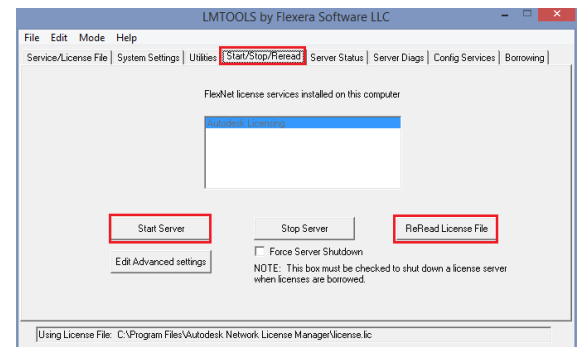 LMTOOLS by Flexera Software LLC
File Edit Mode Help
Service/License File System Settings Utilities Start/Stop/Reread Server Status Server Diags Config Services Borrowing
FlexNet license services installed on this computer
Autodesk Licensing
Start Server Stop Server ReRead License File
Edit Advanced settings
Force Server Shutdown
NOTE: This box must be checked to shut down a license server
when licenses are borrowed.
Using License File: C:\Program Files\Autodesk Network License Manager\license.lic